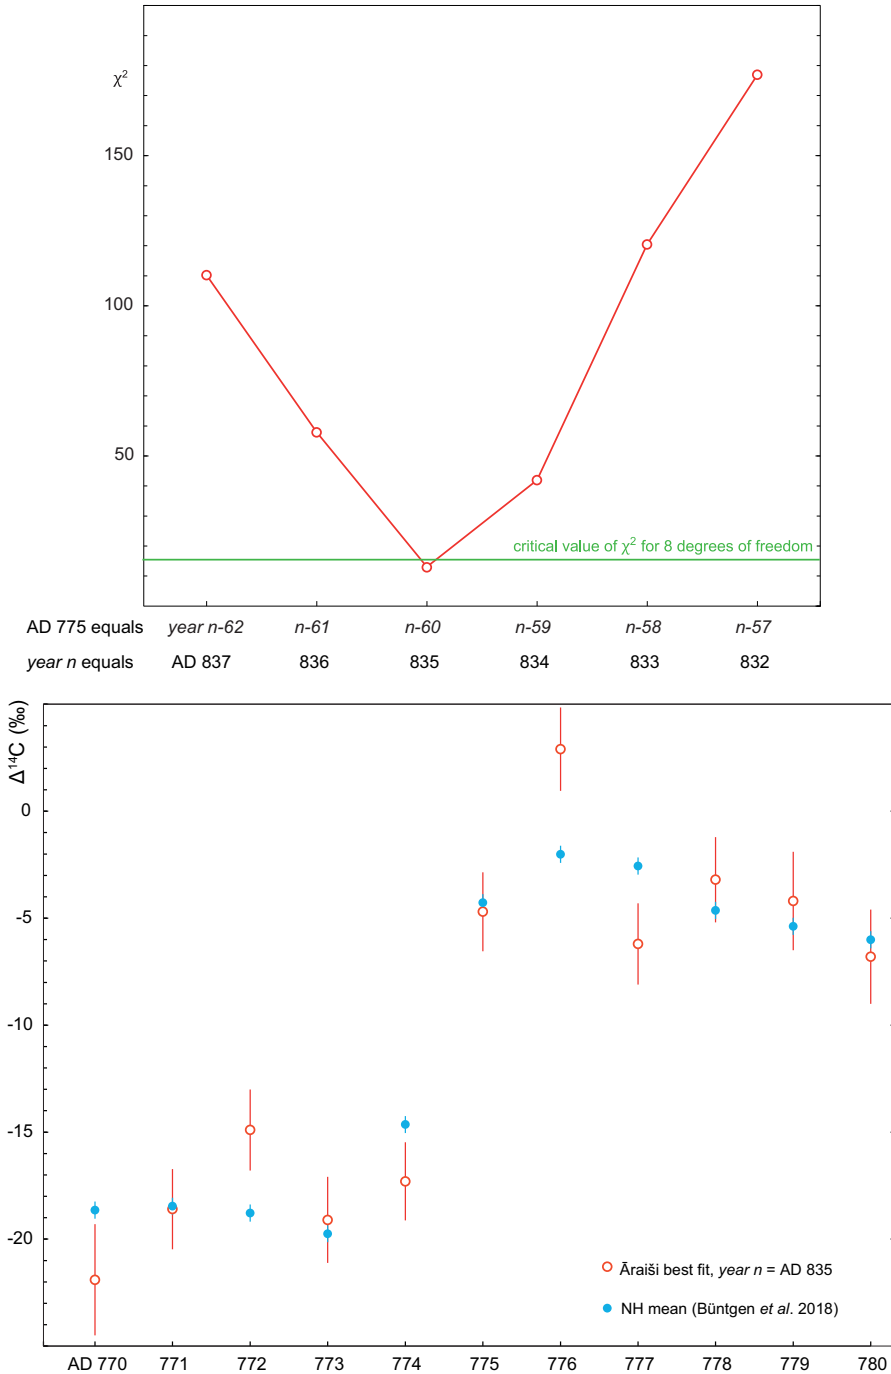 χ²
150
100
50
critical value of χ² for 8 degrees of freedom
AD 775 equals year n-62 n-61 n-60 n-59 n-58 n-57
year n equals AD 837 836 835 834 833 832
Δ¹⁴C (‰)
0
-5
-10
-15
-20
Āraiši best fit, year n = AD 835
NH mean (Büntgen et al. 2018)
AD 770 771 772 773 774 775 776 777 778 779 780